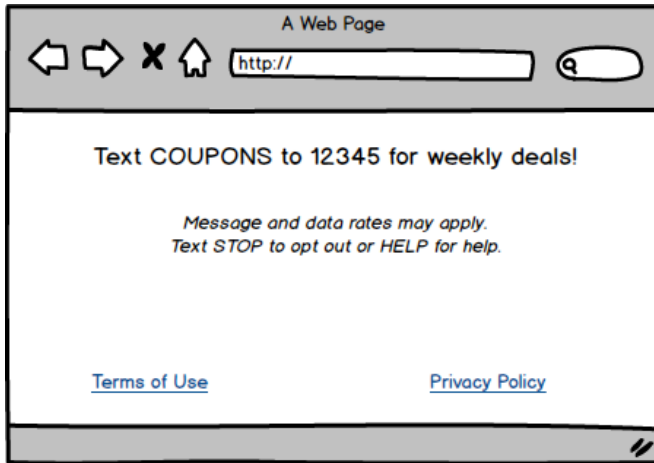 A Web Page
http://
Text COUPONS to 12345 for weekly deals!
Message and data rates may apply.
Text STOP to opt out or HELP for help.
Terms of Use
Privacy Policy